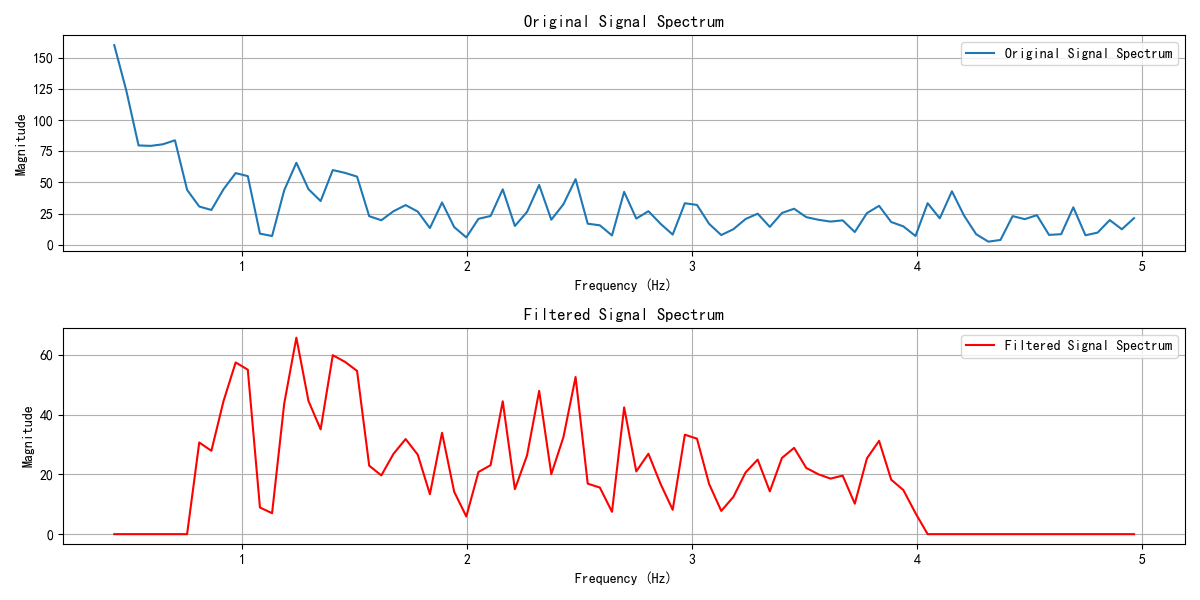 Original Signal Spectrum
Original Signal Spectrum
Magnitude
150
125
100
75
50
25
0
1 2 3 4 5
Frequency (Hz)
Filtered Signal Spectrum
Filtered Signal Spectrum
Magnitude
60
40
20
0
1 2 3 4 5
Frequency (Hz)